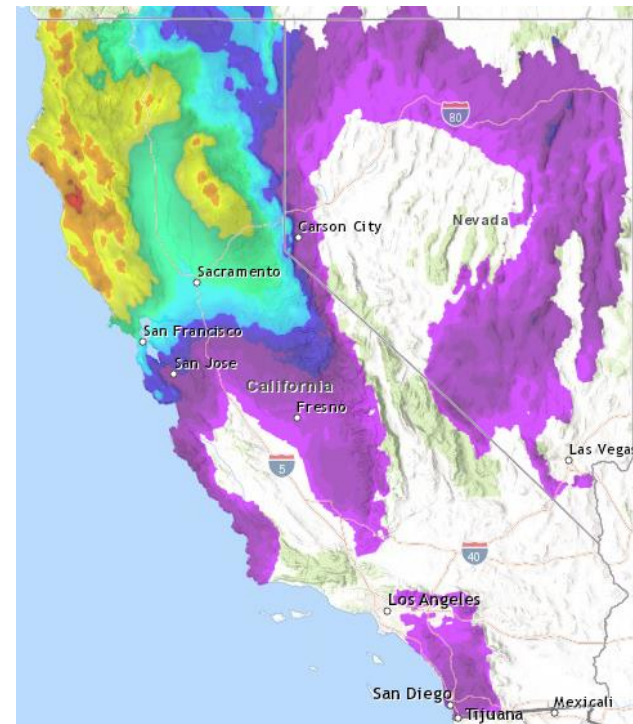 80
Carson City
Nevada
Sacramento
San Francisco
San Jose
California
Fresno
5
Las Vegas
40
Los Angeles
San Diego
Tijuana
Mexicali